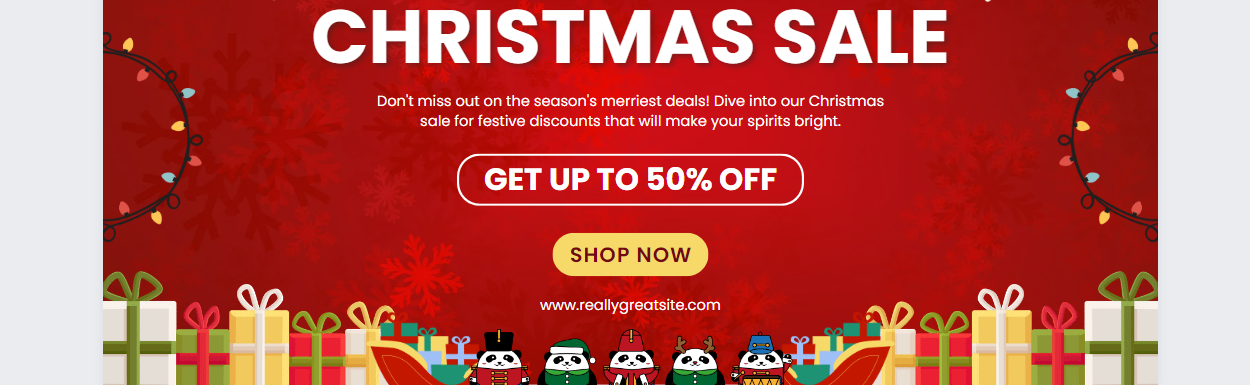 CHRISTMAS SALE
Don't miss out on the season's merriest deals! Dive into our Christmas
sale for festive discounts that will make your spirits bright.
GET UP TO 50% OFF
SHOP NOW
www.reallygreatsite.com